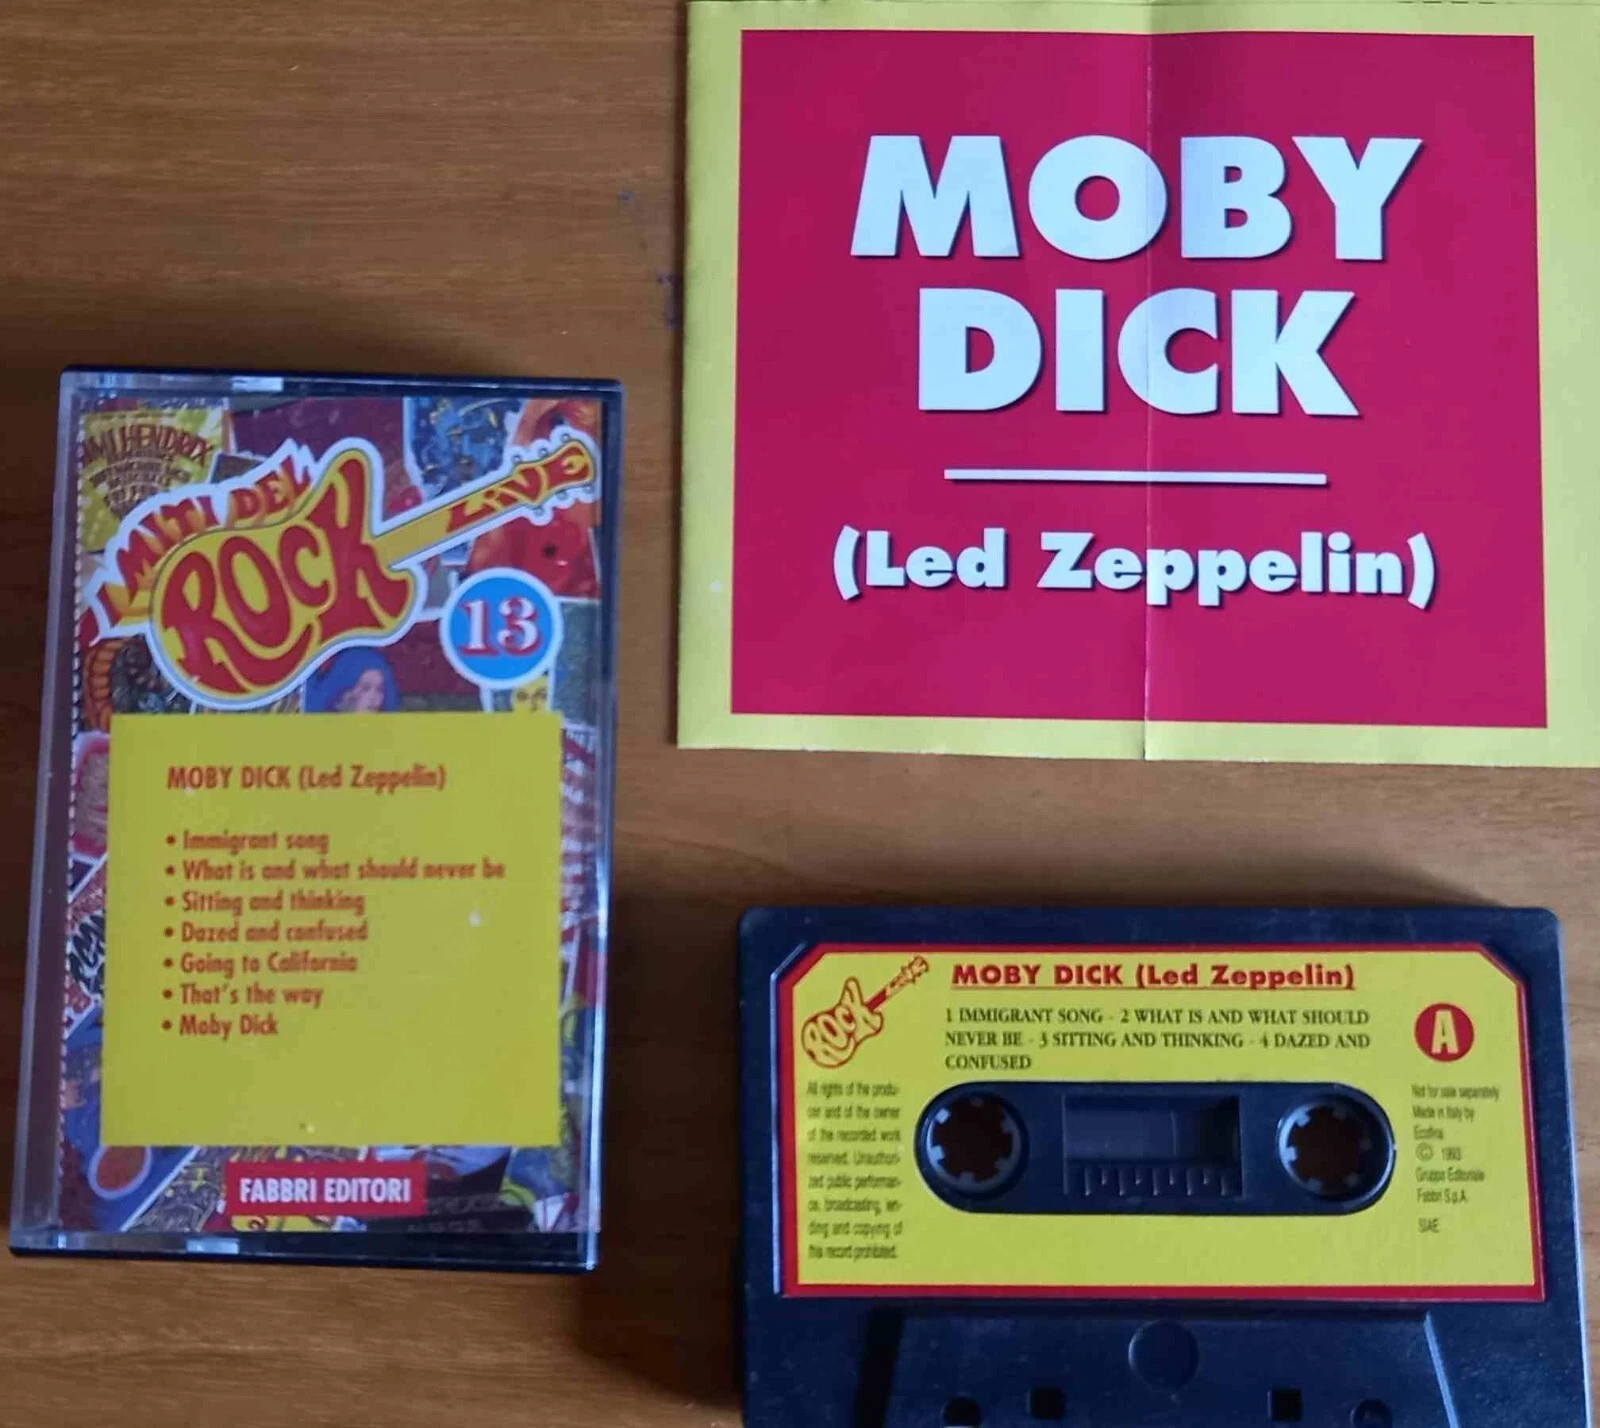 MOBY
DICK
(Led Zeppelin)
I MITI DEL
ROCK
LIVE
13
MOBY DICK (Led Zeppelin)
• Immigrant song
• What is and what should never be
• Sitting and thinking
• Dazed and confused
• Going to California
• That's the way
• Moby Dick
FABBRI EDITORI
ROCK
MOBY DICK (Led Zeppelin)
1 IMMIGRANT SONG - 2 WHAT IS AND WHAT SHOULD
NEVER BE - 3 SITTING AND THINKING - 4 DAZED AND
CONFUSED
A
All rights of the produ-
cer and of the owner
of the recorded work
reserved. Unauthori-
zed public performan-
ce, broadcasting, len-
ding and copying of
this record prohibited.
Not for sale separately
Made in Italy by
Ecofina
© 1993
Gruppo Editoriale
Fabbri S.p.A.
SIAE